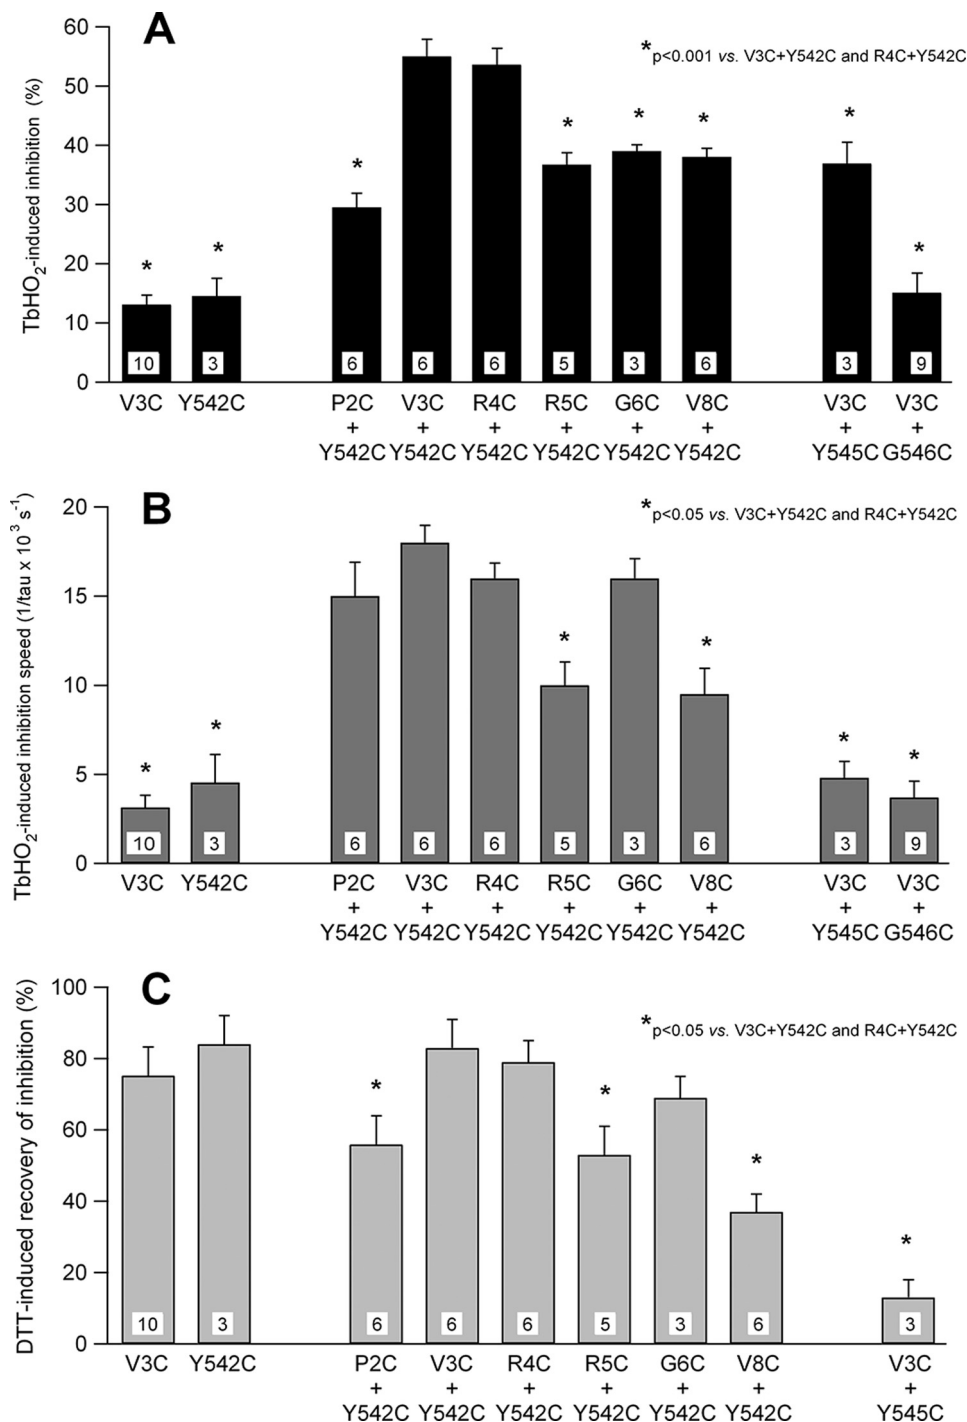 A
*p<0.001 vs. V3C+Y542C and R4C+Y542C
TbHO2-induced inhibition (%)
60
50
40
30
20
10
0
* * * * * * * *
10 3 6 6 6 5 3 6 3 9
V3C Y542C P2C V3C R4C R5C G6C V8C V3C V3C
+ + + + + + + +
Y542C Y542C Y542C Y542C Y542C Y542C Y545C G546C
B
*p<0.05 vs. V3C+Y542C and R4C+Y542C
TbHO2-induced inhibition speed (1/tau x 10-3 s-1)
20
15
10
5
0
* * * * * *
10 3 6 6 6 5 3 6 3 9
V3C Y542C P2C V3C R4C R5C G6C V8C V3C V3C
+ + + + + + + +
Y542C Y542C Y542C Y542C Y542C Y542C Y545C G546C
C
*p<0.05 vs. V3C+Y542C and R4C+Y542C
DTT-induced recovery of inhibition (%)
100
80
60
40
20
0
* * * *
10 3 6 6 6 5 3 6 3
V3C Y542C P2C V3C R4C R5C G6C V8C V3C
+ + + + + + +
Y542C Y542C Y542C Y542C Y542C Y542C Y545C